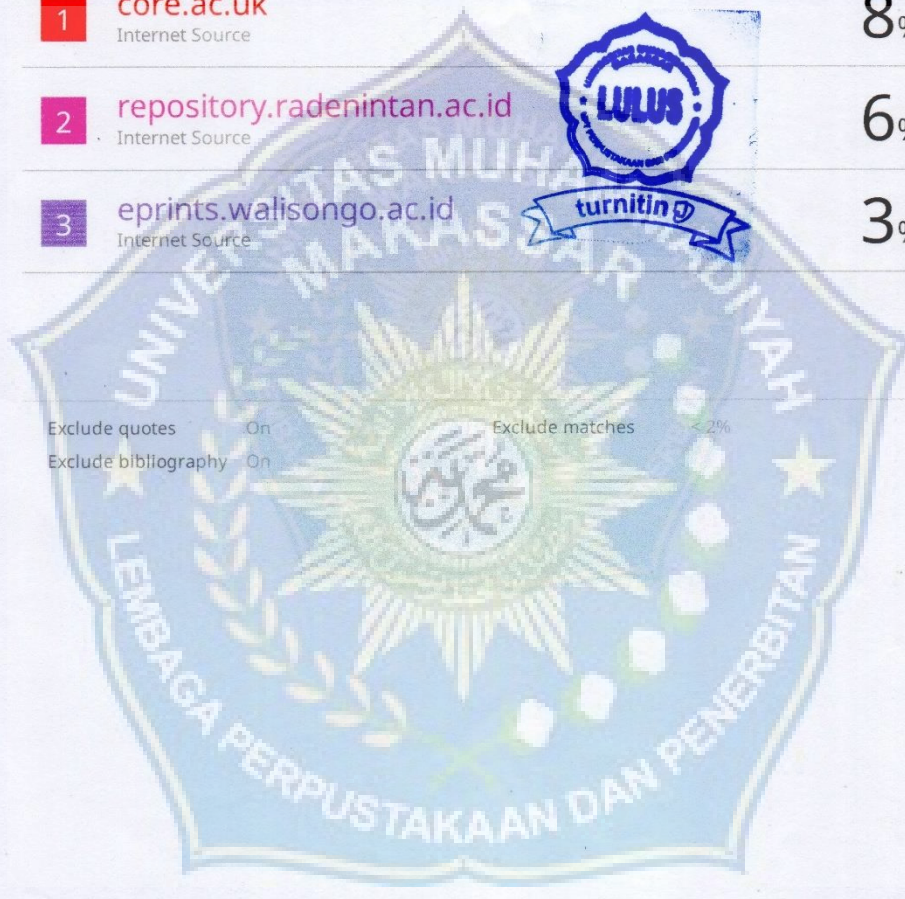 1 core.ac.uk 8%
Internet Source
2 repository.radenintan.ac.id 6%
Internet Source
3 eprints.walisongo.ac.id 3%
Internet Source
LULUS
turnitin
UNIVERSITAS MUHAMMADIYAH
MAKASSAR
Exclude quotes On Exclude matches < 2%
Exclude bibliography On
LEMBAGA PERPUSTAKAAN DAN PENERBITAN